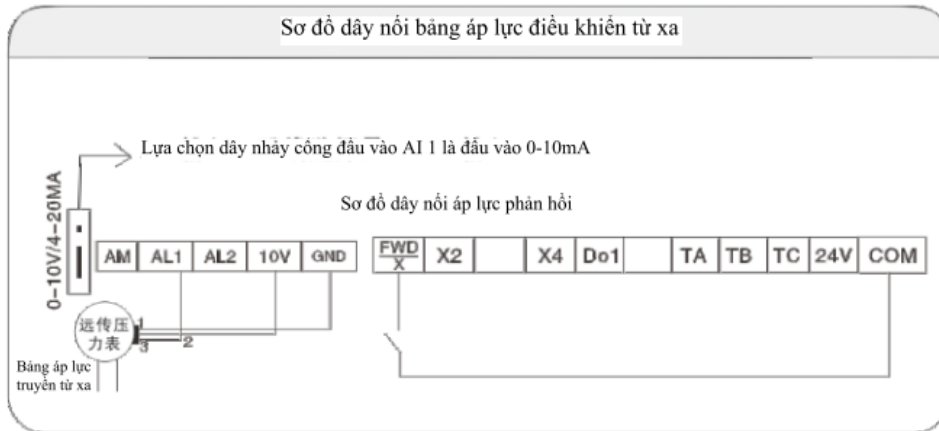 Sơ đồ dây nối bảng áp lực điều khiển từ xa
Lựa chọn dây nhảy cổng đầu vào AI 1 là đầu vào 0-10mA
Sơ đồ dây nối áp lực phản hồi
0-10V/4-20MA
AM AL1 AL2 10V GND
FWD
X
X2 X4 Do1 TA TB TC 24V COM
远传压
力表
1
2
3
Bảng áp lực
truyền từ xa